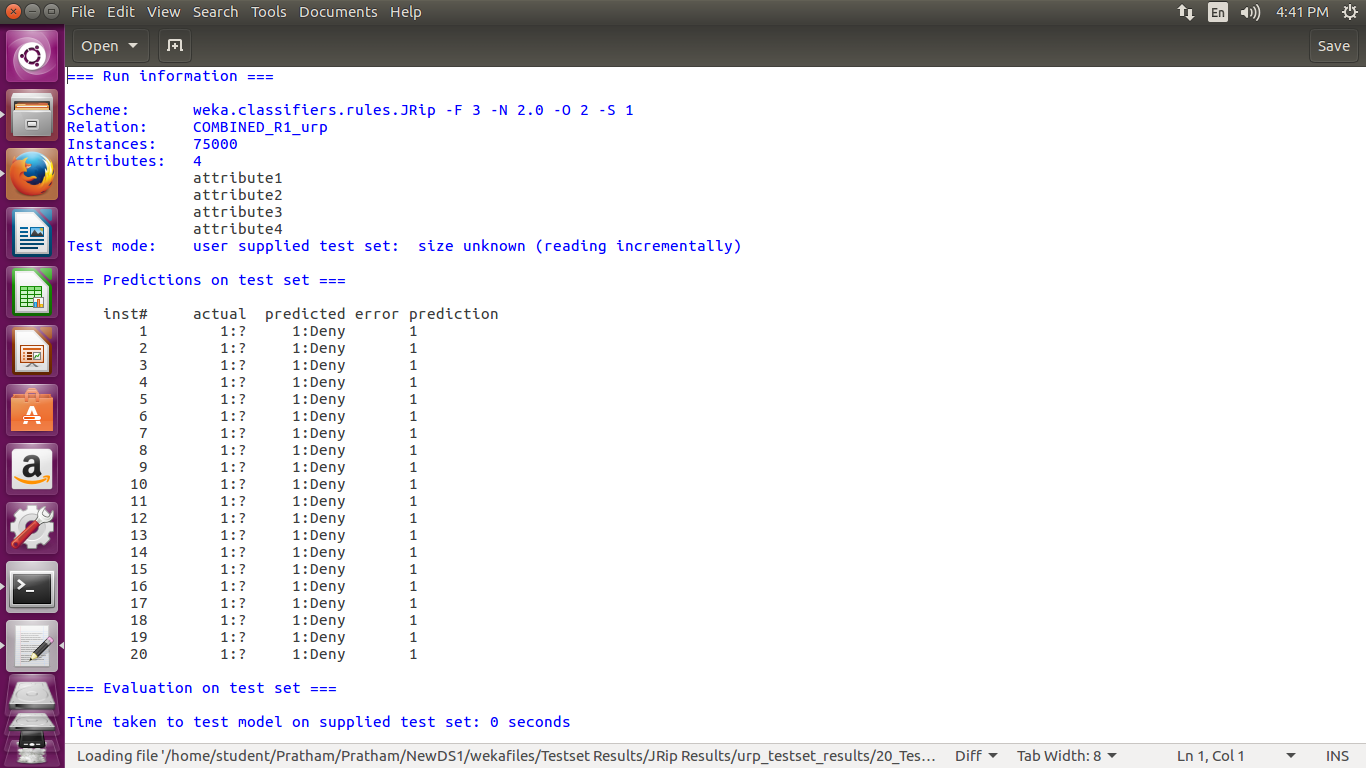 File Edit View Search Tools Documents Help En 4:41 PM
Open Save
=== Run information ===
Scheme: weka.classifiers.rules.JRip -F 3 -N 2.0 -O 2 -S 1
Relation: COMBINED_R1_urp
Instances: 75000
Attributes: 4
attribute1
attribute2
attribute3
attribute4
Test mode: user supplied test set: size unknown (reading incrementally)
=== Predictions on test set ===
inst# actual predicted error prediction
1 1:? 1:Deny 1
2 1:? 1:Deny 1
3 1:? 1:Deny 1
4 1:? 1:Deny 1
5 1:? 1:Deny 1
6 1:? 1:Deny 1
7 1:? 1:Deny 1
8 1:? 1:Deny 1
9 1:? 1:Deny 1
10 1:? 1:Deny 1
11 1:? 1:Deny 1
12 1:? 1:Deny 1
13 1:? 1:Deny 1
14 1:? 1:Deny 1
15 1:? 1:Deny 1
16 1:? 1:Deny 1
17 1:? 1:Deny 1
18 1:? 1:Deny 1
19 1:? 1:Deny 1
20 1:? 1:Deny 1
=== Evaluation on test set ===
Time taken to test model on supplied test set: 0 seconds
Loading file '/home/student/Pratham/Pratham/NewDS1/wekafiles/Testset Results/JRip Results/urp_testset_results/20_Tes... Diff Tab Width: 8 Ln 1, Col 1 INS